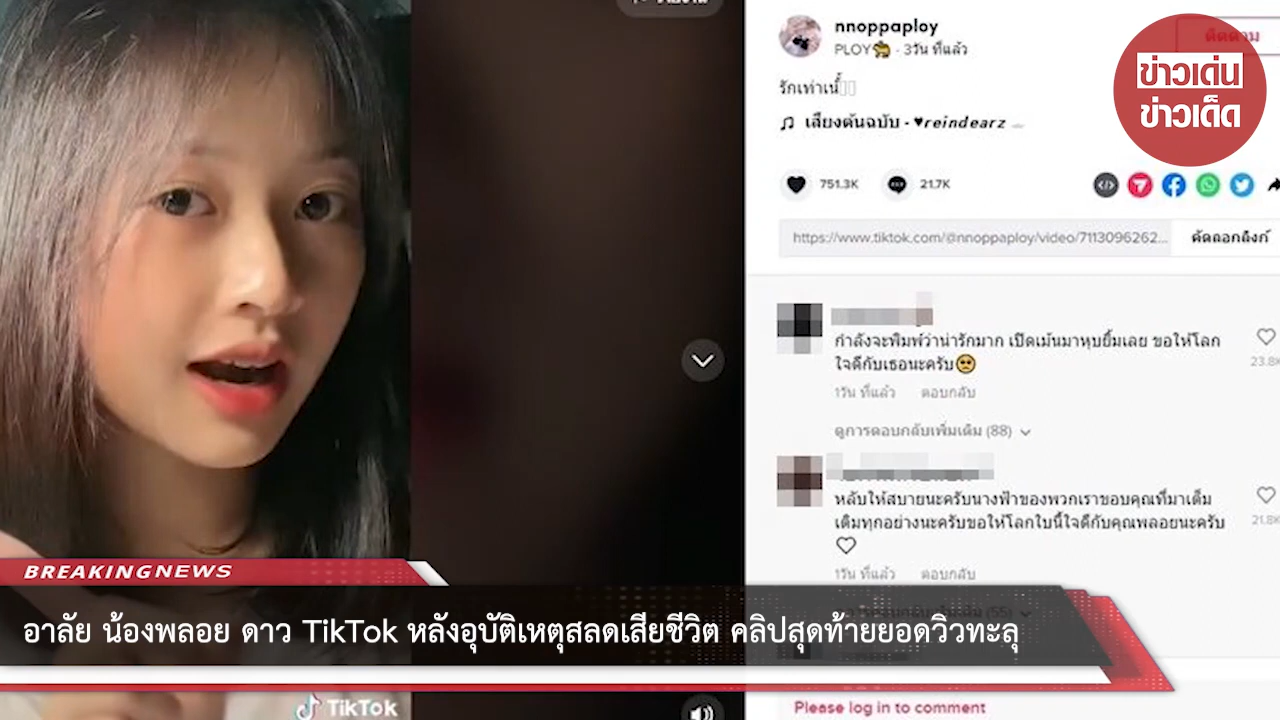 nnoppaploy
PLOY🐢 · 3วัน ที่แล้ว
รักเท่าเนี้
♫ เสียงต้นฉบับ - ♥reindearz
751.3K
21.7K
https://www.tiktok.com/@nnoppaploy/video/7113096262...
คัดลอกลิงก์
ติดตาม
ข่าวเด่น
ข่าวเด็ด
กำลังจะพิมพ์ว่าน่ารักมาก เปิดเม้นมาหุบยิ้มเลย ขอให้โลก
ใจดีกับเธอนะครับ🥺
23.8K
1วัน ที่แล้ว ตอบกลับ
ดูการตอบกลับเพิ่มเติม (88)
หลับให้สบายนะครับนางฟ้าของพวกเราขอบคุณที่มาเต็ม
เติมทุกอย่างนะครับขอให้โลกใบนี้ใจดีกับคุณพลอยนะครับ
♡
21.8K
1วัน ที่แล้ว ตอบกลับ
BREAKING NEWS
อาลัย น้องพลอย ดาว TikTok หลังอุบัติเหตุสลดเสียชีวิต คลิปสุดท้ายยอดวิวทะลุ
TikTok
Please log in to comment